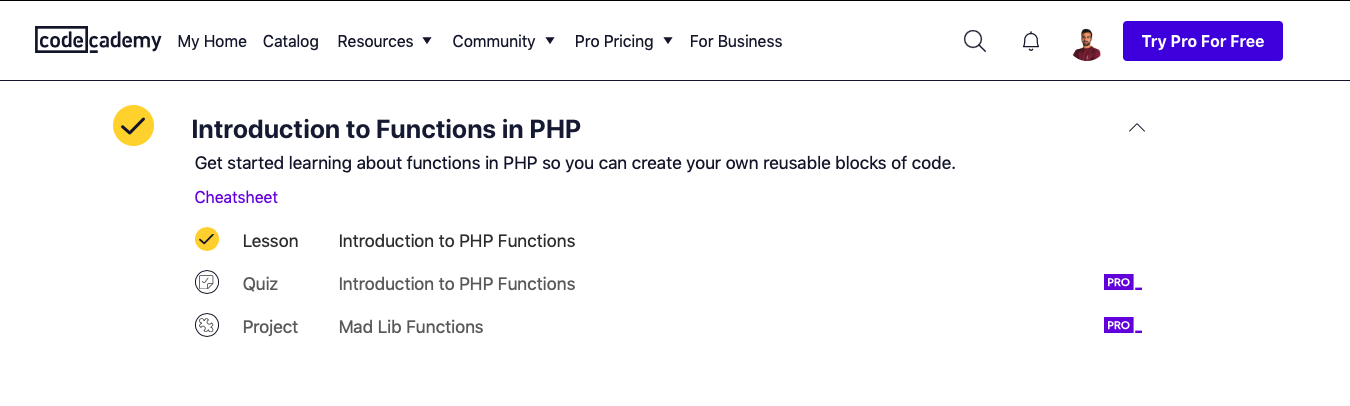 codecademy My Home Catalog Resources Community Pro Pricing For Business Try Pro For Free
Introduction to Functions in PHP
Get started learning about functions in PHP so you can create your own reusable blocks of code.
Cheatsheet
Lesson Introduction to PHP Functions
Quiz Introduction to PHP Functions PRO
Project Mad Lib Functions PRO